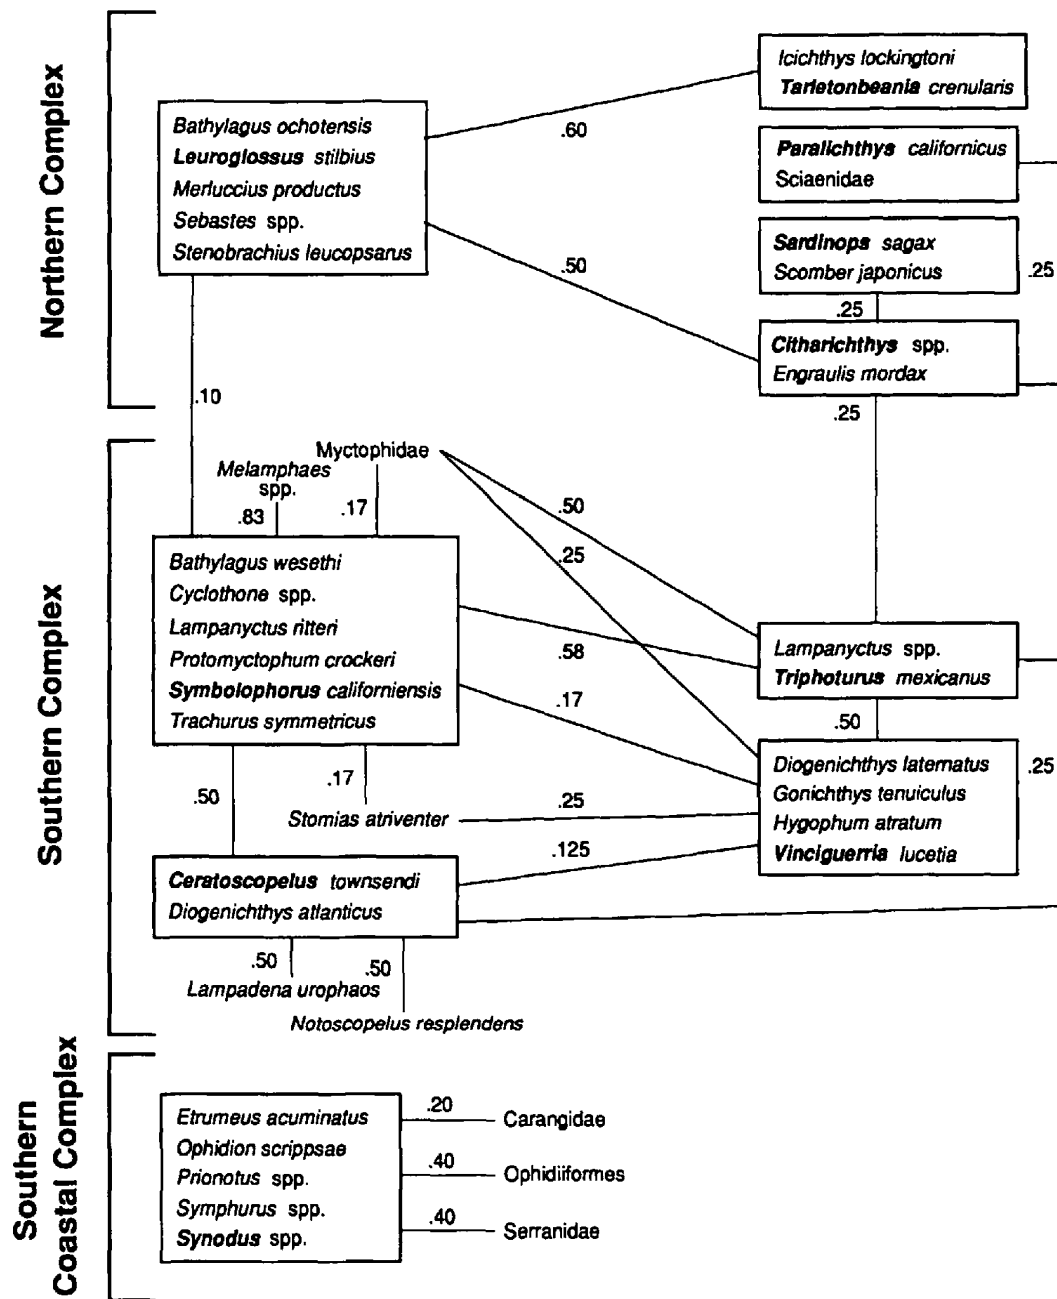 Northern Complex
Bathylagus ochotensis
Leuroglossus stilbius
Merluccius productus
Sebastes spp.
Stenobrachius leucopsarus
.60
.50
.10
Icichthys lockingtoni
Tarletonbeania crenularis
Paralichthys californicus
Sciaenidae
Sardinops sagax
Scomber japonicus
.25
.25
Citharichthys spp.
Engraulis mordax
.25
Southern Complex
Myctophidae
Melamphaes
spp.
.83
.17
.50
.25
Bathylagus wesethi
Cyclothone spp.
Lampanyctus ritteri
Protomyctophum crockeri
Symbolophorus californiensis
Trachurus symmetricus
.58
.17
Lampanyctus spp.
Triphoturus mexicanus
.50
.50
.17
Stomias atriventer
.25
.125
Diogenichthys laternatus
Gonichthys tenuiculus
Hygophum atratum
Vinciguerria lucetia
.25
Ceratoscopelus townsendi
Diogenichthys atlanticus
.50
.50
Lampadena urophaos
Notoscopelus resplendens
Southern
Coastal Complex
Etrumeus acuminatus
Ophidion scrippsae
Prionotus spp.
Symphurus spp.
Synodus spp.
.20
Carangidae
.40
Ophidiiformes
.40
Serranidae